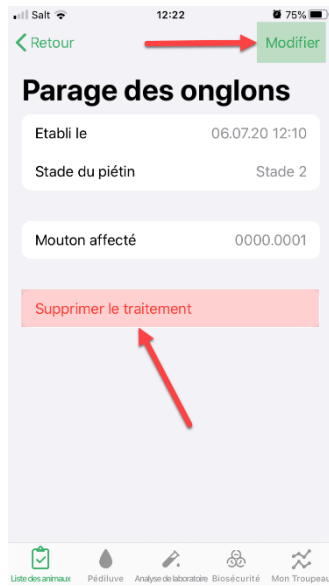 Salt 12:22 75%
Retour Modifier
Parage des onglons
Etabli le 06.07.20 12:10
Stade du piétin Stade 2
Mouton affecté 0000.0001
Supprimer le traitement
Liste des animaux Pédiluve Analyse de laboratoire Biosécurité Mon Troupeau